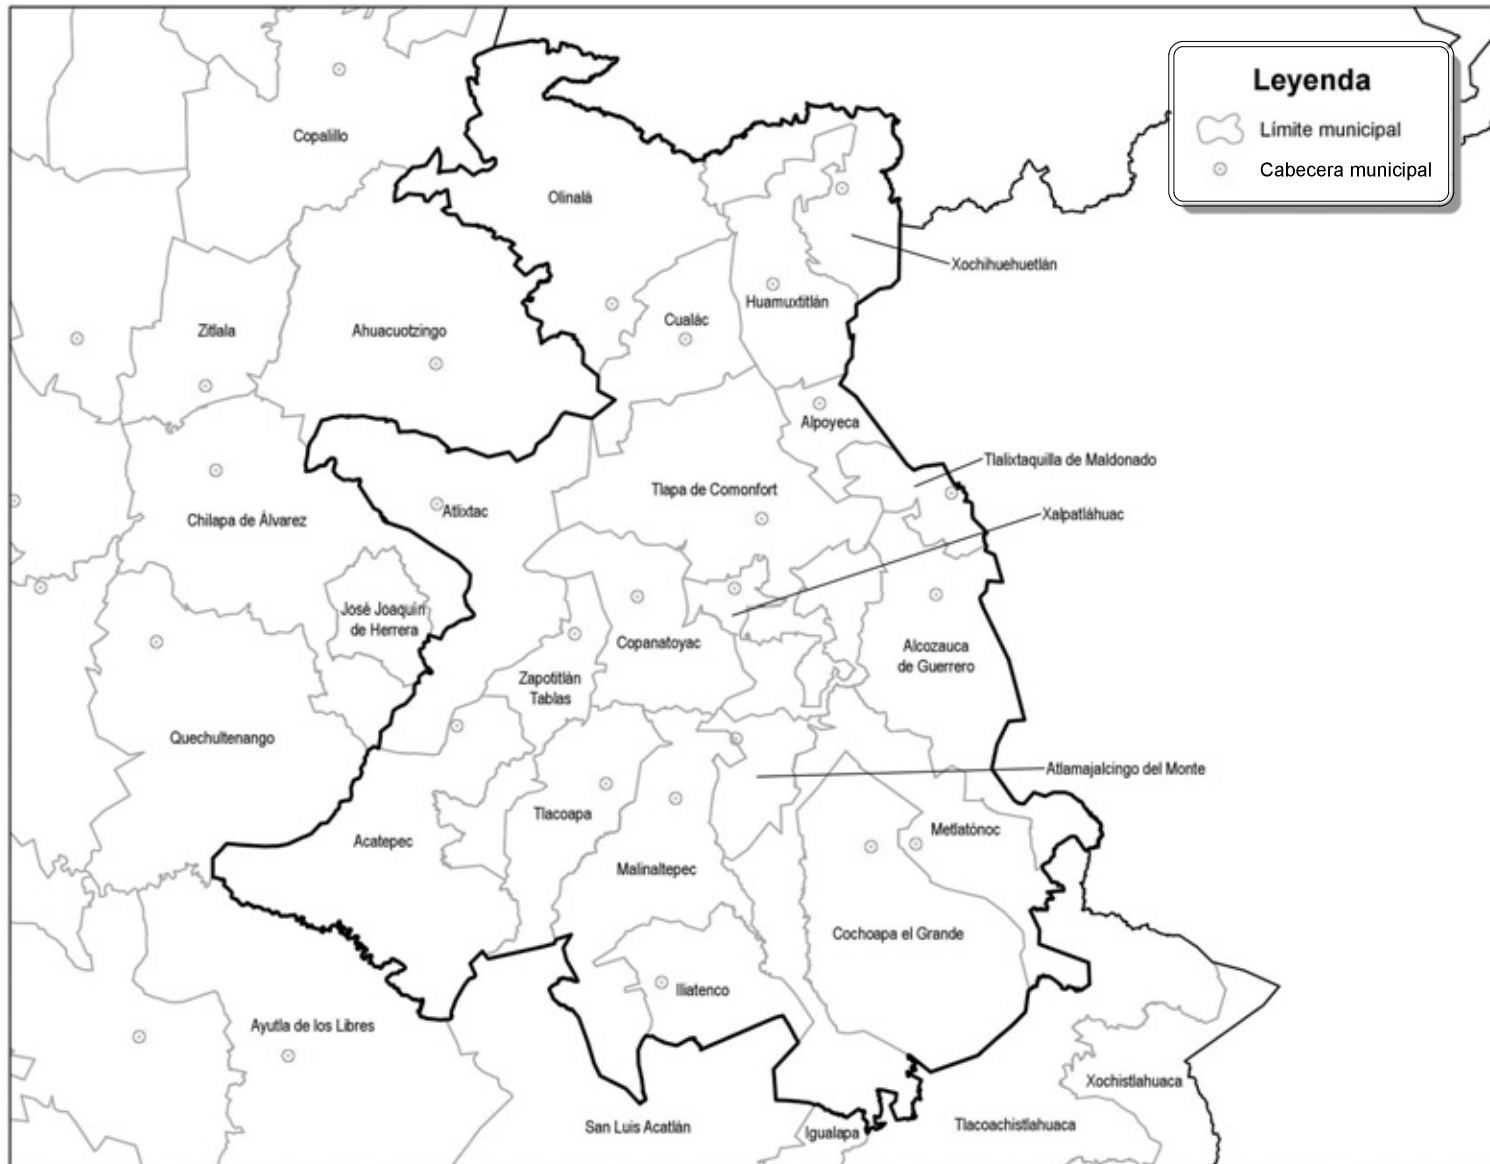 Leyenda
Límite municipal
Cabecera municipal
Copalillo
Olinalá
Xochihuehuetlán
Huamuxtitlán
Cualác
Zitlala
Ahuacuotzingo
Alpoyeca
Tlalixtaquilla de Maldonado
Tlapa de Comonfort
Xalpatláhuac
Atlixtac
Chilapa de Álvarez
José Joaquín
de Herrera
Copanatoyac
Alcozauca
de Guerrero
Zapotitlán
Tablas
Quechultenango
Atlamajalcingo del Monte
Tlacoapa
Metlatónoc
Acatepec
Malinaltepec
Cochoapa el Grande
Iliatenco
Ayutla de los Libres
Xochistlahuaca
San Luis Acatlán
Igualapa
Tlacoachistlahuaca